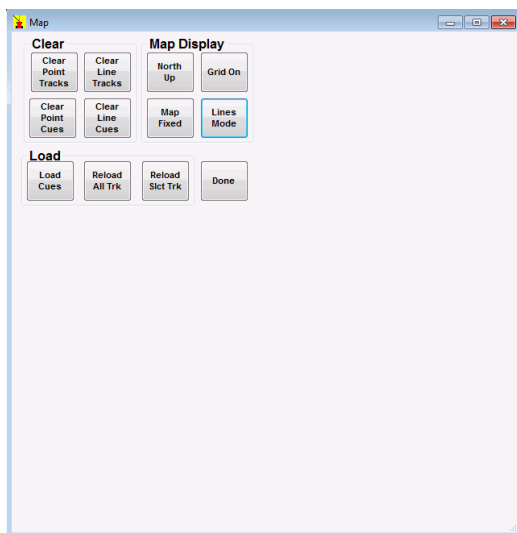 Map
Clear
Map Display
Clear
Point
Tracks
Clear
Line
Tracks
North
Up
Grid On
Clear
Point
Cues
Clear
Line
Cues
Map
Fixed
Lines
Mode
Load
Load
Cues
Reload
All Trk
Reload
Slct Trk
Done